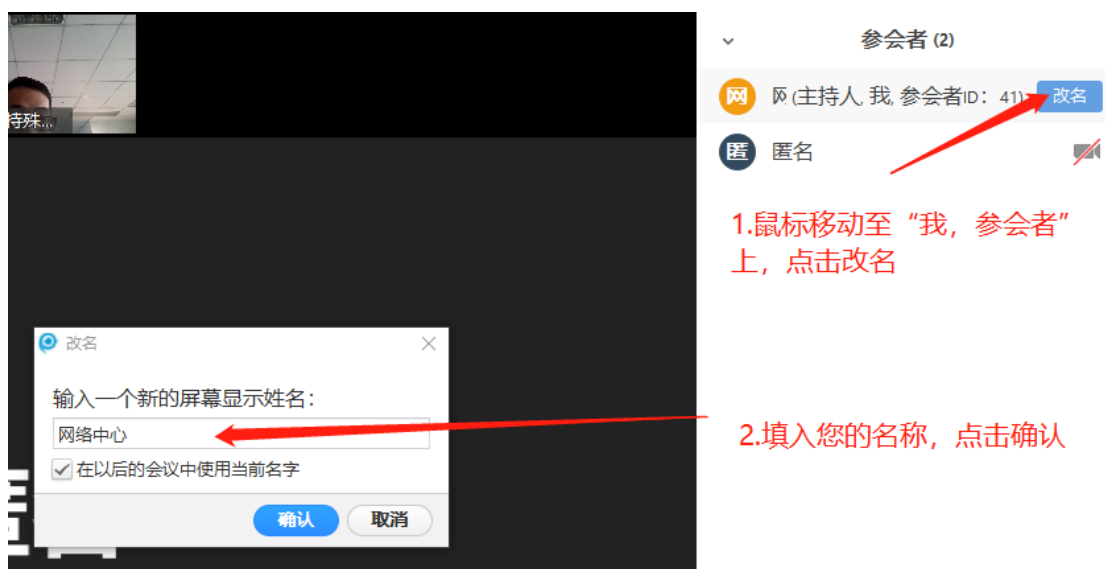 参会者 (2)
网
网 (主持人, 我, 参会者ID：41)
改名
匿
匿名
持殊...
1.鼠标移动至“我，参会者”
上，点击改名
改名
输入一个新的屏幕显示姓名：
网络中心
在以后的会议中使用当前名字
确认
取消
2.填入您的名称，点击确认